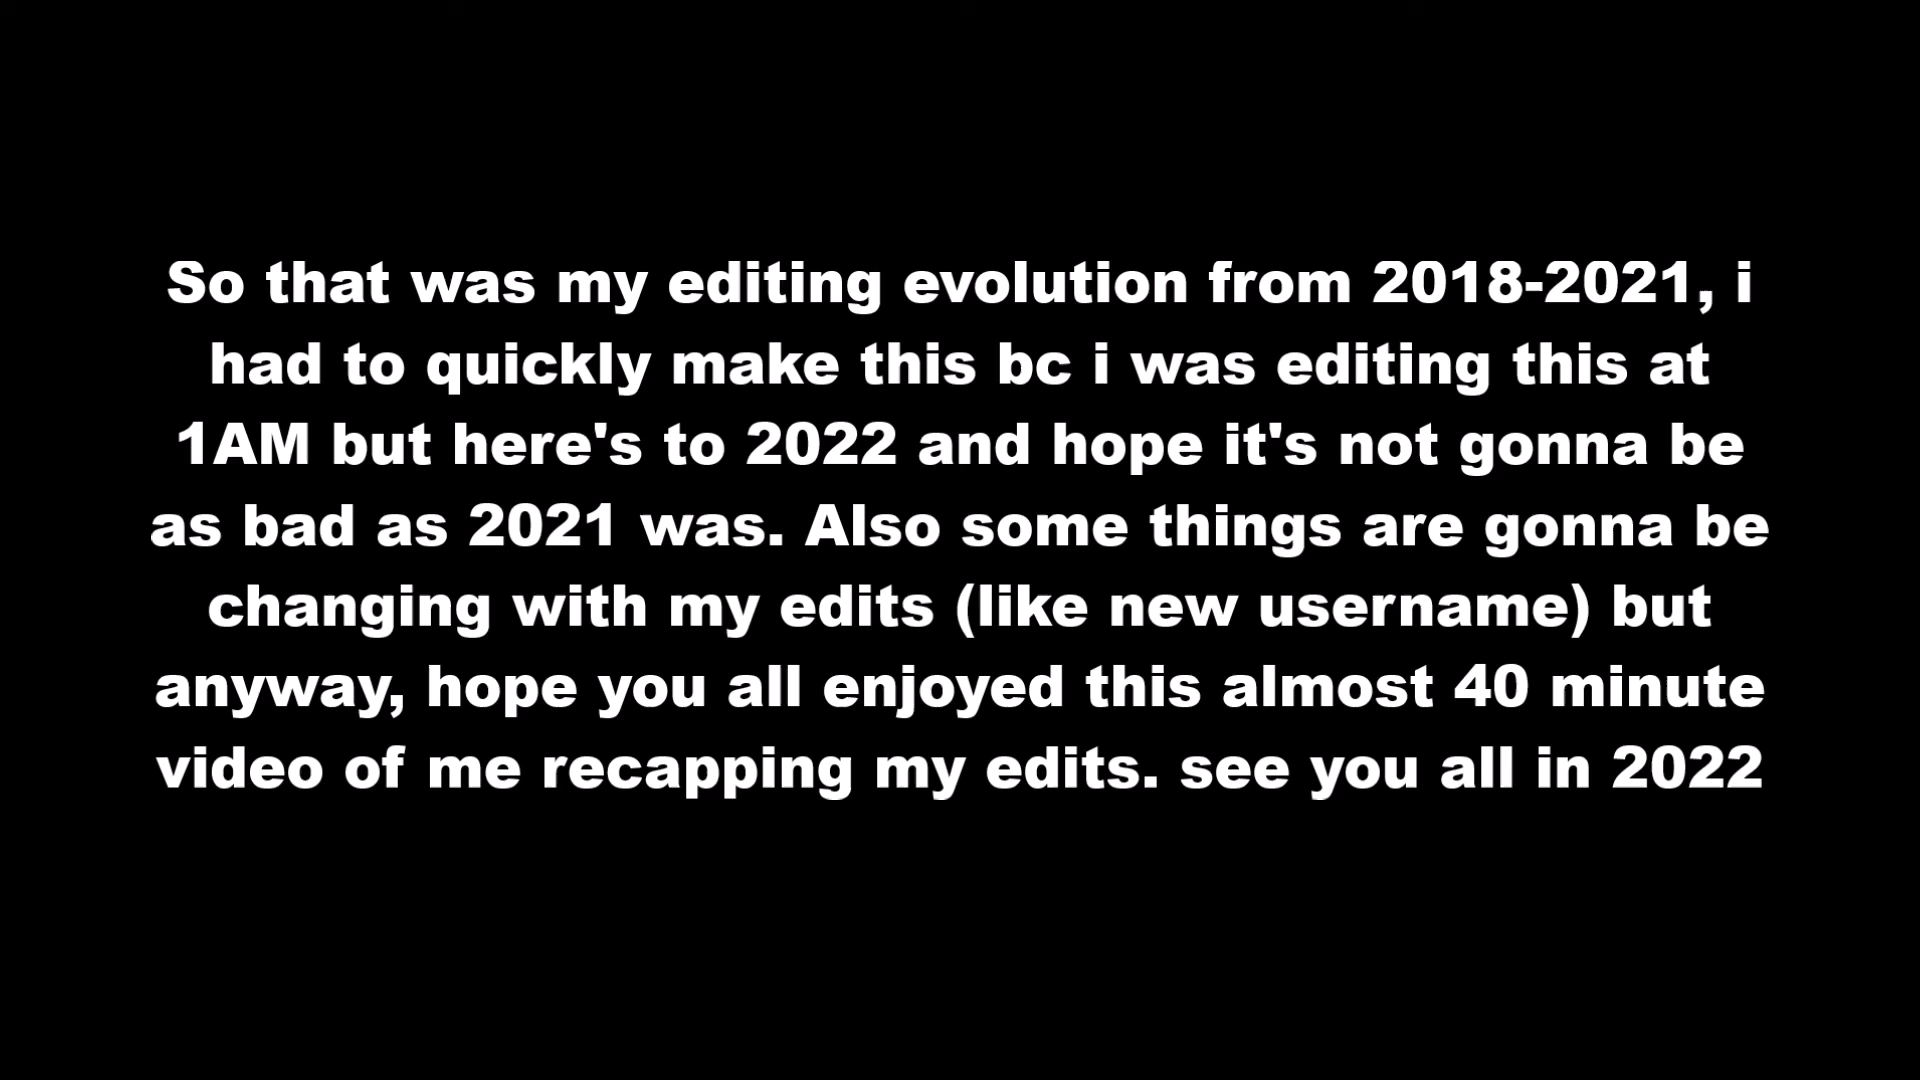 So that was my editing evolution from 2018-2021, i
had to quickly make this bc i was editing this at
1AM but here's to 2022 and hope it's not gonna be
as bad as 2021 was. Also some things are gonna be
changing with my edits (like new username) but
anyway, hope you all enjoyed this almost 40 minute
video of me recapping my edits. see you all in 2022